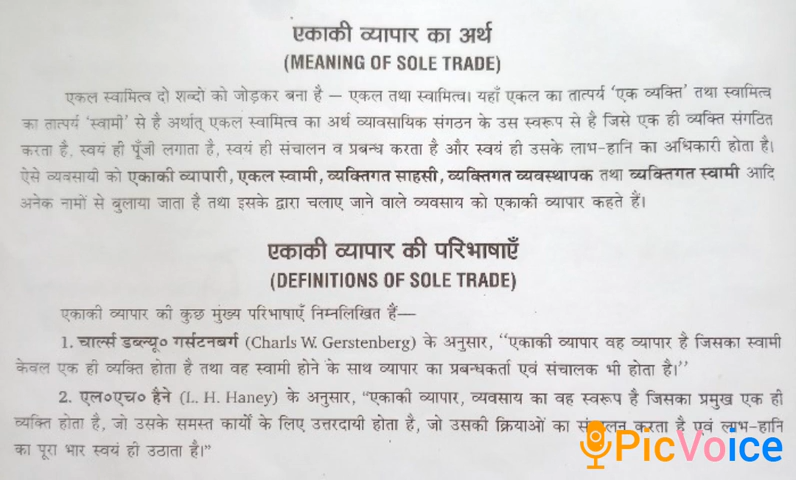 एकाकी व्यापार का अर्थ
(MEANING OF SOLE TRADE)
एकल स्वामित्व दो शब्दो को जोड़कर बना है – एकल तथा स्वामित्व। यहाँ एकल का तात्पर्य ‘एक व्यक्ति’ तथा स्वामित्व
का तात्पर्य ‘स्वामी’ से है अर्थात् एकल स्वामित्व का अर्थ व्यावसायिक संगठन के उस स्वरूप से है जिसे एक ही व्यक्ति संगठित
करता है, स्वयं ही पूँजी लगाता है, स्वयं ही संचालन व प्रबन्ध करता है और स्वयं ही उसके लाभ-हानि का अधिकारी होता है।
ऐसे व्यवसायी को एकाकी व्यापारी, एकल स्वामी, व्यक्तिगत साहसी, व्यक्तिगत व्यवस्थापक तथा व्यक्तिगत स्वामी आदि
अनेक नामों से बुलाया जाता है तथा इसके द्वारा चलाए जाने वाले व्यवसाय को एकाकी व्यापार कहते हैं।
एकाकी व्यापार की परिभाषाएँ
(DEFINITIONS OF SOLE TRADE)
एकाकी व्यापार की कुछ मुंख्य परिभाषाएँ निम्नलिखित हैं—
1. चार्ल्स डब्ल्यू० गर्सटनबर्ग (Charls W. Gerstenberg) के अनुसार, ‘‘एकाकी व्यापार वह व्यापार है जिसका स्वामी
केवल एक ही व्यक्ति होता है तथा वह स्वामी होने के साथ व्यापार का प्रबन्धकर्ता एवं संचालक भी होता है।’’
2. एल०एच० हैने (L. H. Haney) के अनुसार, “एकाकी व्यापार, व्यवसाय का वह स्वरूप है जिसका प्रमुख एक ही
व्यक्ति होता है, जो उसके समस्त कार्यो के लिए उत्तरदायी होता है, जो उसकी क्रियाओं का संचालन करता है एवं लाभ-हानि
का पूरा भार स्वयं ही उठाता है।”
PicVoice